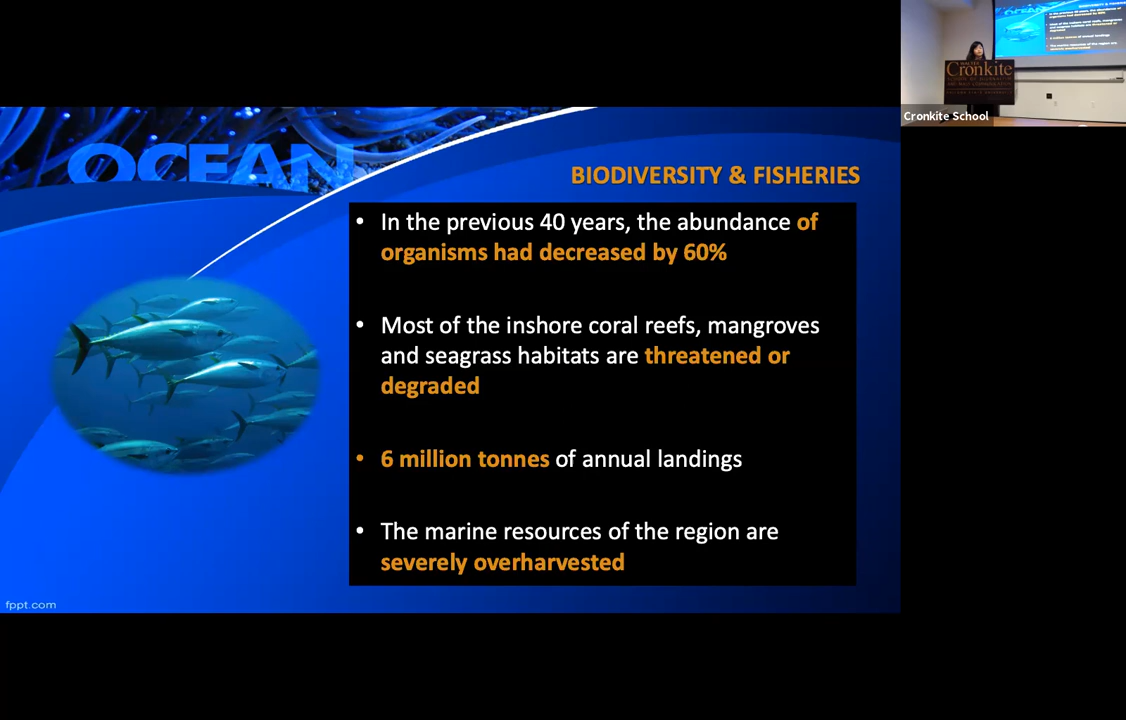 OCEAN
BIODIVERSITY & FISHERIES
• In the previous 40 years, the abundance of
organisms had decreased by 60%
• Most of the inshore coral reefs, mangroves
and seagrass habitats are threatened or
degraded
• 6 million tonnes of annual landings
• The marine resources of the region are
severely overharvested
fppt.com
WALTER
Cronkite
Cronkite School